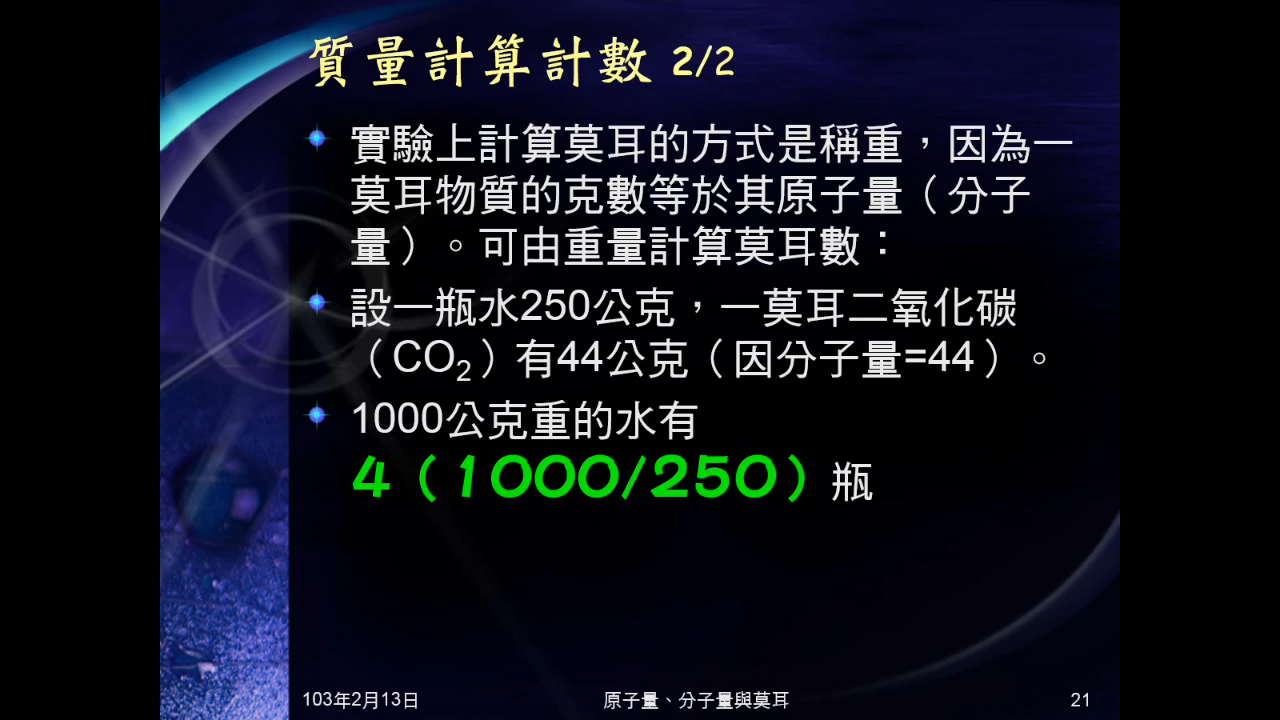 質量計算計數 2/2
實驗上計算莫耳的方式是稱重，因為一
莫耳物質的克數等於其原子量（分子
量）。可由重量計算莫耳數：
設一瓶水250公克，一莫耳二氧化碳
（CO₂）有44公克（因分子量=44）。
1000公克重的水有
4（1000/250）瓶
103年2月13日
原子量、分子量與莫耳
21